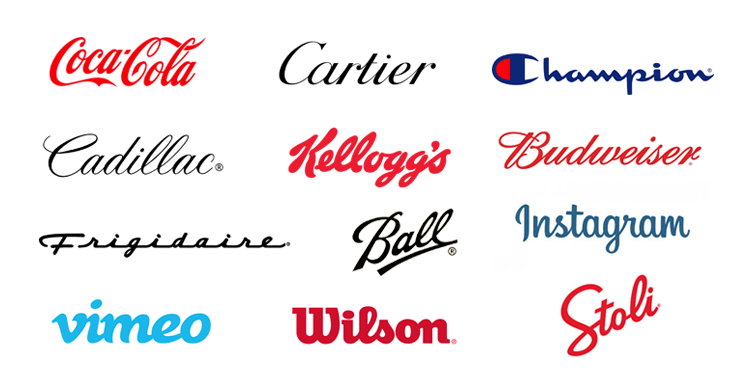 Coca-Cola
Cartier
Champion®
Cadillac®
Kellogg's
Budweiser®
Frigidaire®
Ball®
Instagram
vimeo
Wilson®
Stoli®